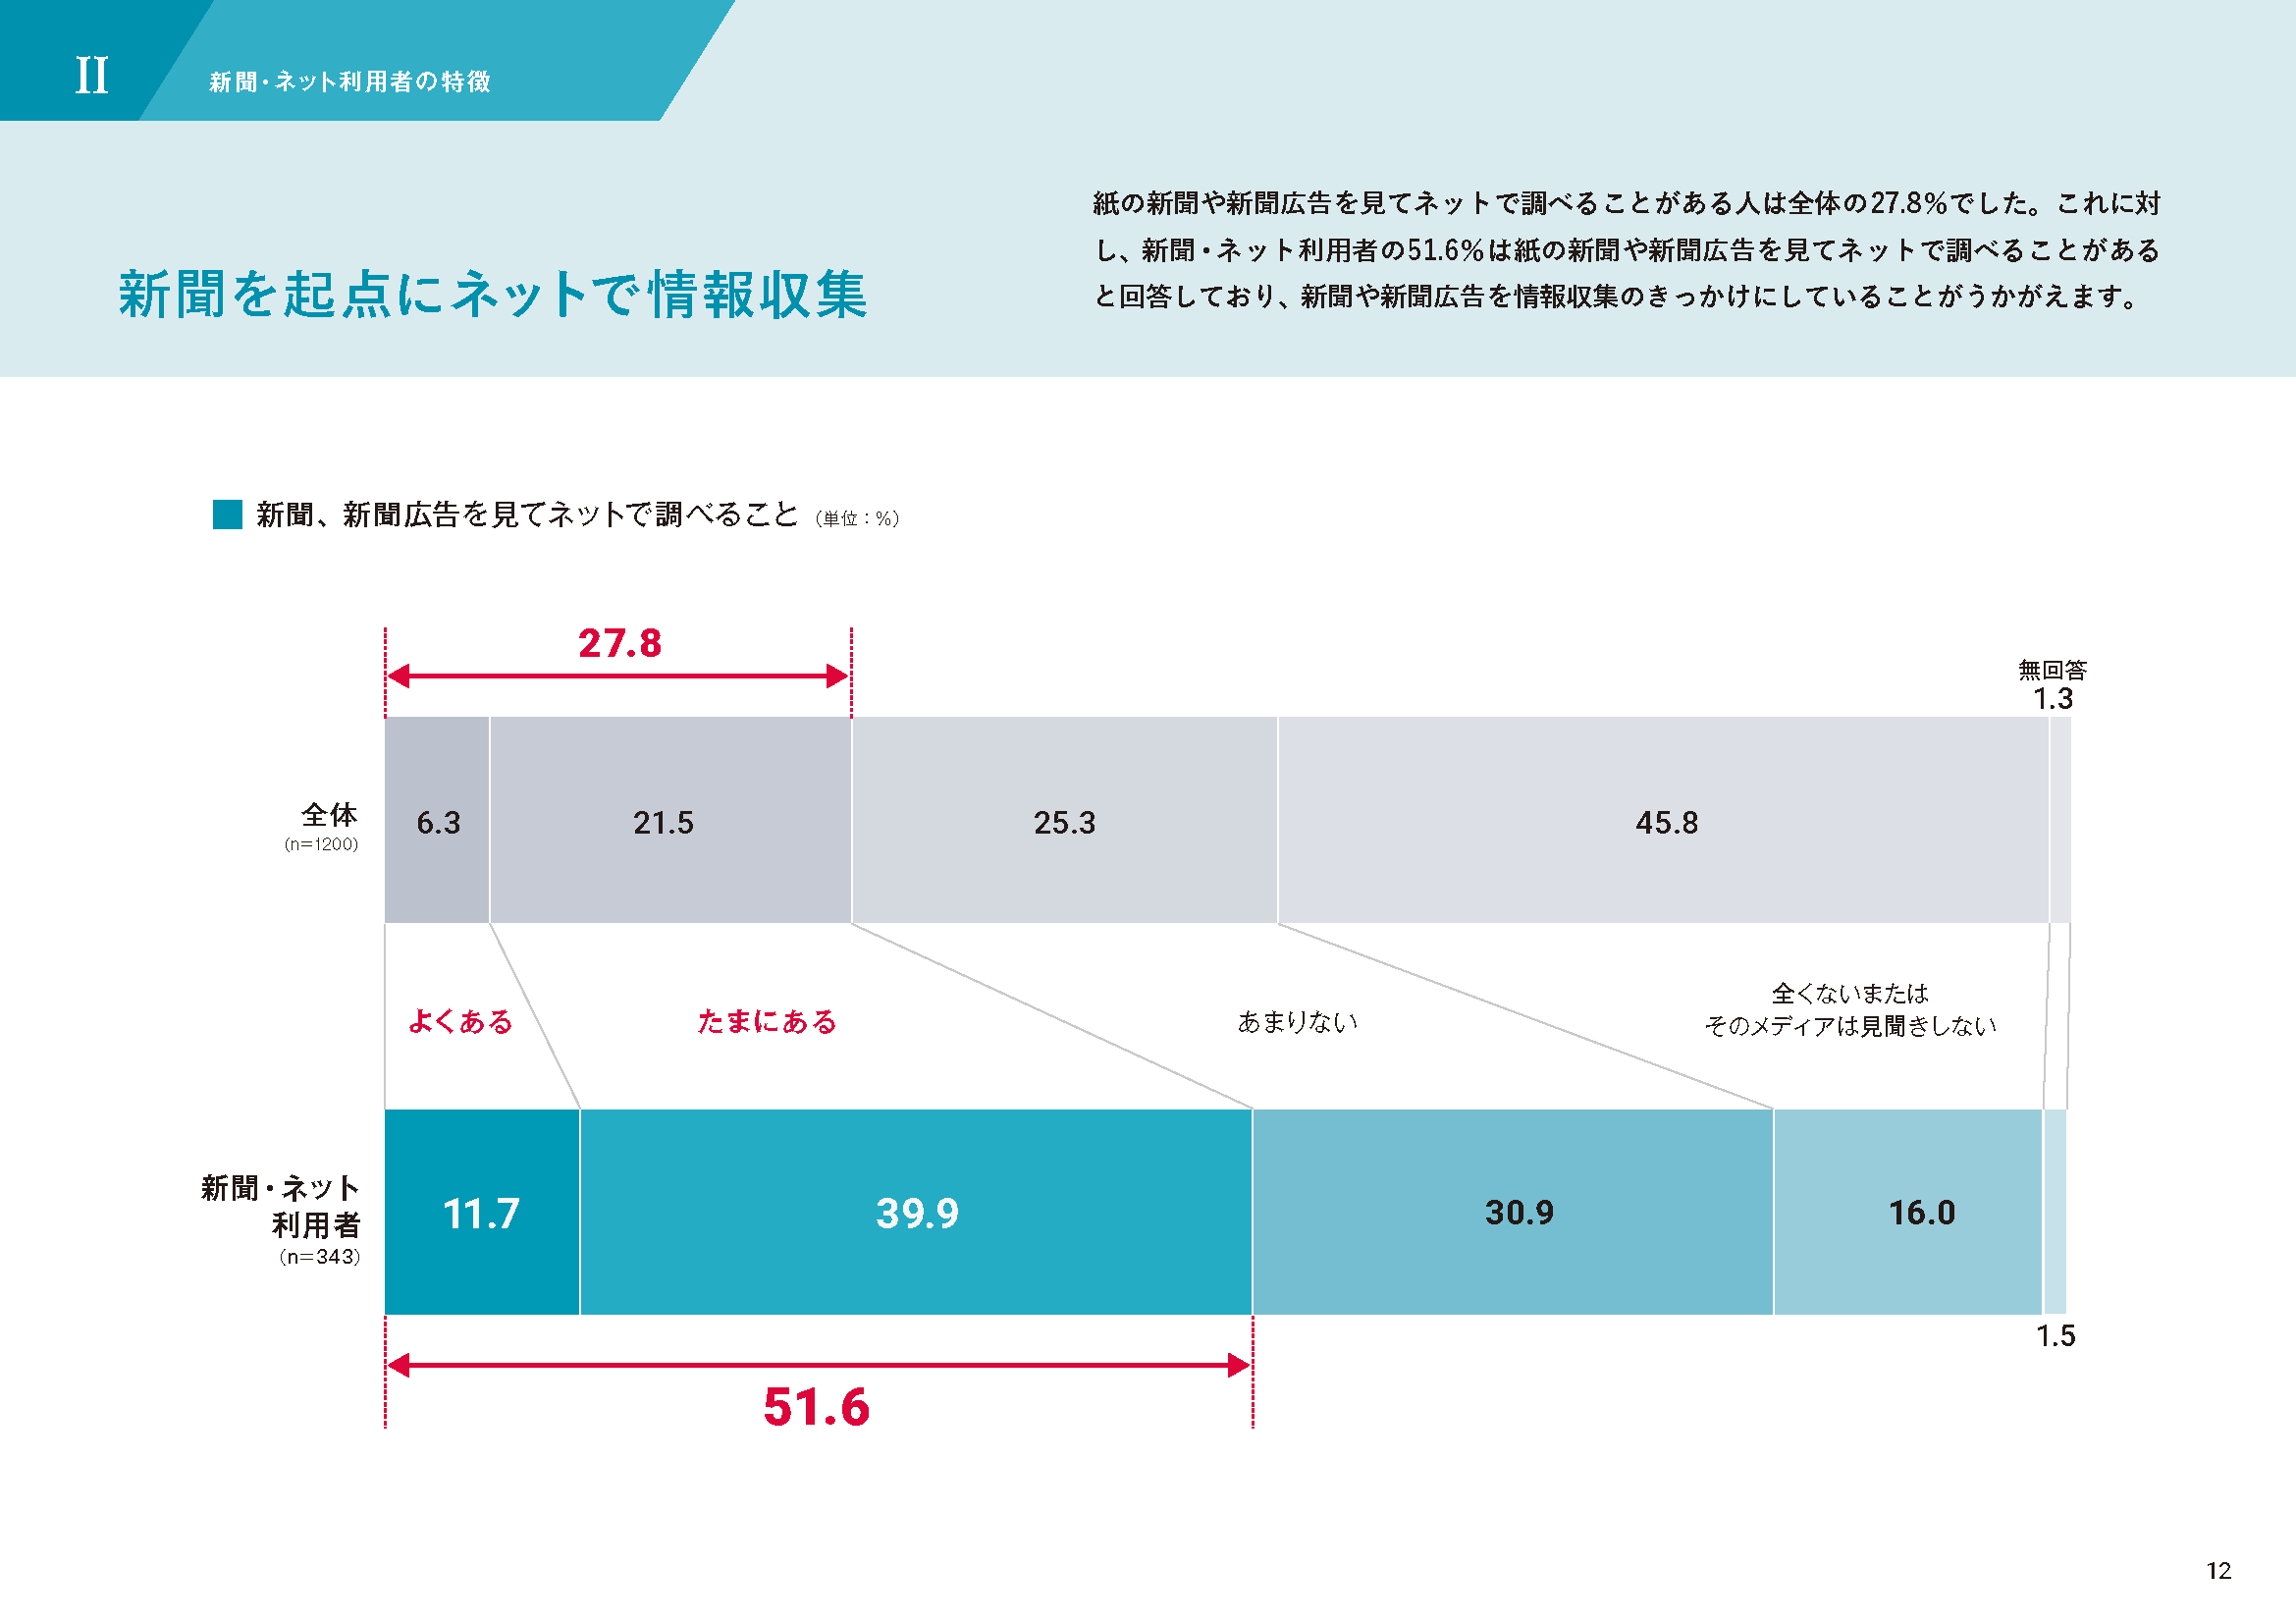 II
新聞・ネット利用者の特徴
新聞を起点にネットで情報収集
紙の新聞や新聞広告を見てネットで調べることがある人は全体の27.8％でした。これに対
し、新聞・ネット利用者の51.6％は紙の新聞や新聞広告を見てネットで調べることがある
と回答しており、新聞や新聞広告を情報収集のきっかけにしていることがうかがえます。
新聞、新聞広告を見てネットで調べること（単位：％）
27.8
無回答
1.3
全体
(n=1200)
6.3 21.5 25.3 45.8
よくある たまにある あまりない
全くないまたは
そのメディアは見聞きしない
新聞・ネット
利用者
(n=343)
11.7 39.9 30.9 16.0
1.5
51.6
12